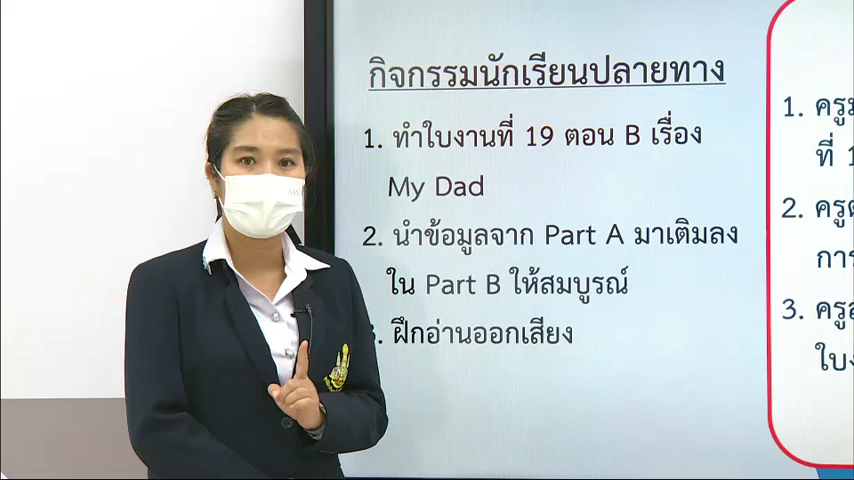 กิจกรรมนักเรียนปลายทาง
1. ทำใบงานที่ 19 ตอน B เรื่อง
My Dad
2. นำข้อมูลจาก Part A มาเติมลง
ใน Part B ให้สมบูรณ์
3. ฝึกอ่านออกเสียง
1.
ที่ 1
2.
3.